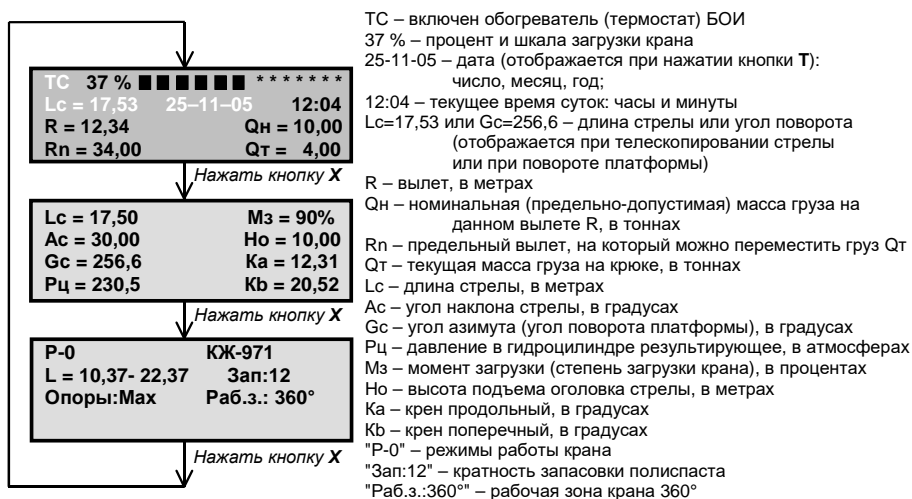 ТС 37 % ■ ■ ■ ■ ■ ■ * * * * * * *
Lc = 17,53 25–11–05 12:04
R = 12,34 Qн = 10,00
Rn = 34,00 Qт = 4,00
Нажать кнопку X
Lc = 17,50 Мз = 90%
Ас = 30,00 Но = 10,00
Gc = 256,6 Ка = 12,31
Рц = 230,5 Кb = 20,52
Нажать кнопку X
Р-0 КЖ-971
L = 10,37- 22,37 Зап:12
Опоры:Max Раб.з.: 360°
Нажать кнопку X
ТС – включен обогреватель (термостат) БОИ
37 % – процент и шкала загрузки крана
25-11-05 – дата (отображается при нажатии кнопки Т):
число, месяц, год;
12:04 – текущее время суток: часы и минуты
Lc=17,53 или Gc=256,6 – длина стрелы или угол поворота
(отображается при телескопировании стрелы
или при повороте платформы)
R – вылет, в метрах
Qн – номинальная (предельно-допустимая) масса груза на
данном вылете R, в тоннах
Rn – предельный вылет, на который можно переместить груз Qт
Qт – текущая масса груза на крюке, в тоннах
Lc – длина стрелы, в метрах
Ас – угол наклона стрелы, в градусах
Gc – угол азимута (угол поворота платформы), в градусах
Рц – давление в гидроцилиндре результирующее, в атмосферах
Мз – момент загрузки (степень загрузки крана), в процентах
Но – высота подъема оголовка стрелы, в метрах
Ка – крен продольный, в градусах
Кb – крен поперечный, в градусах
"Р-0" – режимы работы крана
"Зап:12" – кратность запасовки полиспаста
"Раб.з.:360°" – рабочая зона крана 360°